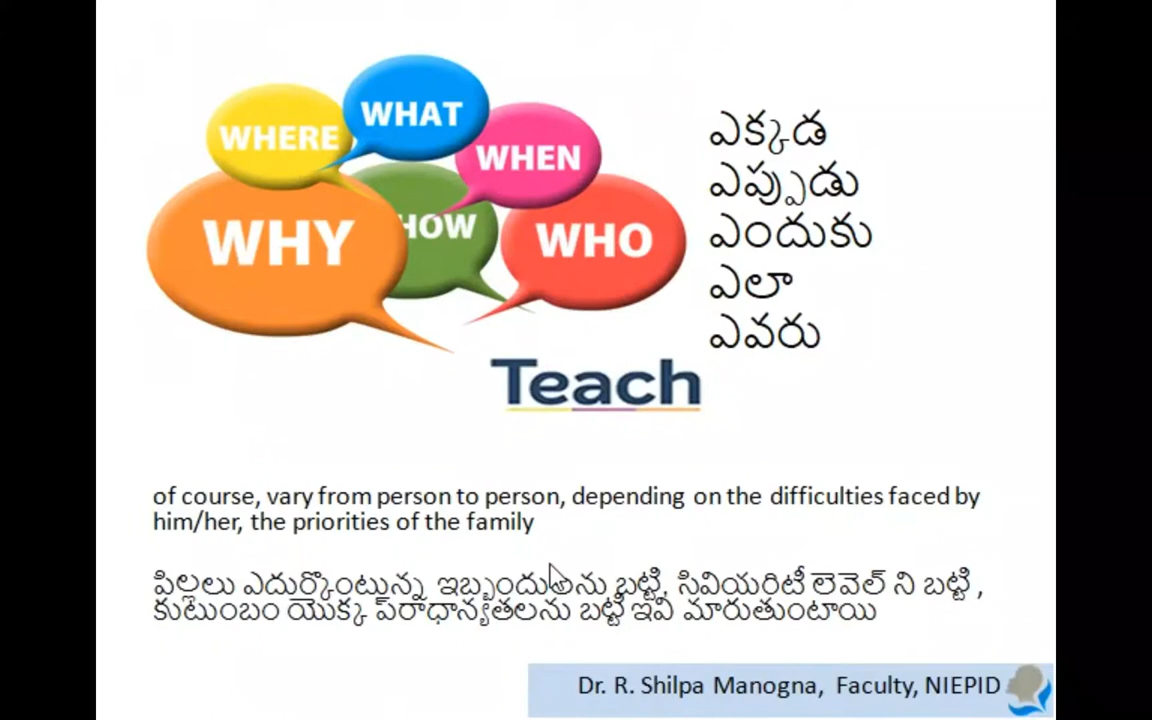 WHERE
WHAT
WHEN
WHY
HOW
WHO
ఎక్కడ
ఎప్పుడు
ఎందుకు
ఎలా
ఎవరు
Teach
of course, vary from person to person, depending on the difficulties faced by
him/her, the priorities of the family
పిల్లలు ఎదుర్కొంటున్న ఇబ్బందులను బట్టి, సివియరిటీ లెవెల్ ని బట్టి ,
కుటుంబం యొక్క ప్రాధాన్యతలను బట్టి ఇవి మారుతుంటాయి
Dr. R. Shilpa Manogna, Faculty, NIEPID